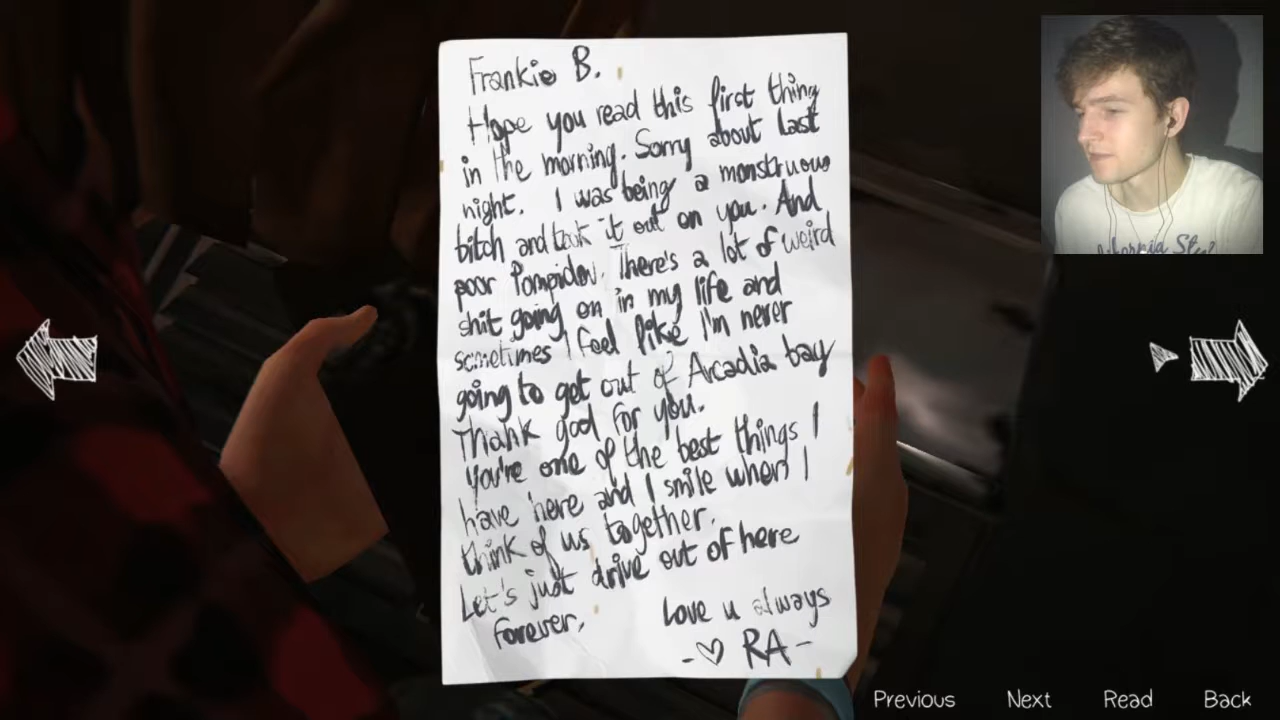 Frankie B.
Hope you read this first thing
in the morning. Sorry about last
night. I was being a monstruous
bitch and took it out on you. And
poor Pompidou. There's a lot of weird
shit going on in my life and
sometimes I feel like I'm never
going to get out of Arcadia bay
Thank god for you.
You're one of the best things I
have here and I smile when I
think of us together.
Let's just drive out of here
forever.
Love u always
-♡ RA-
Previous Next Read Back